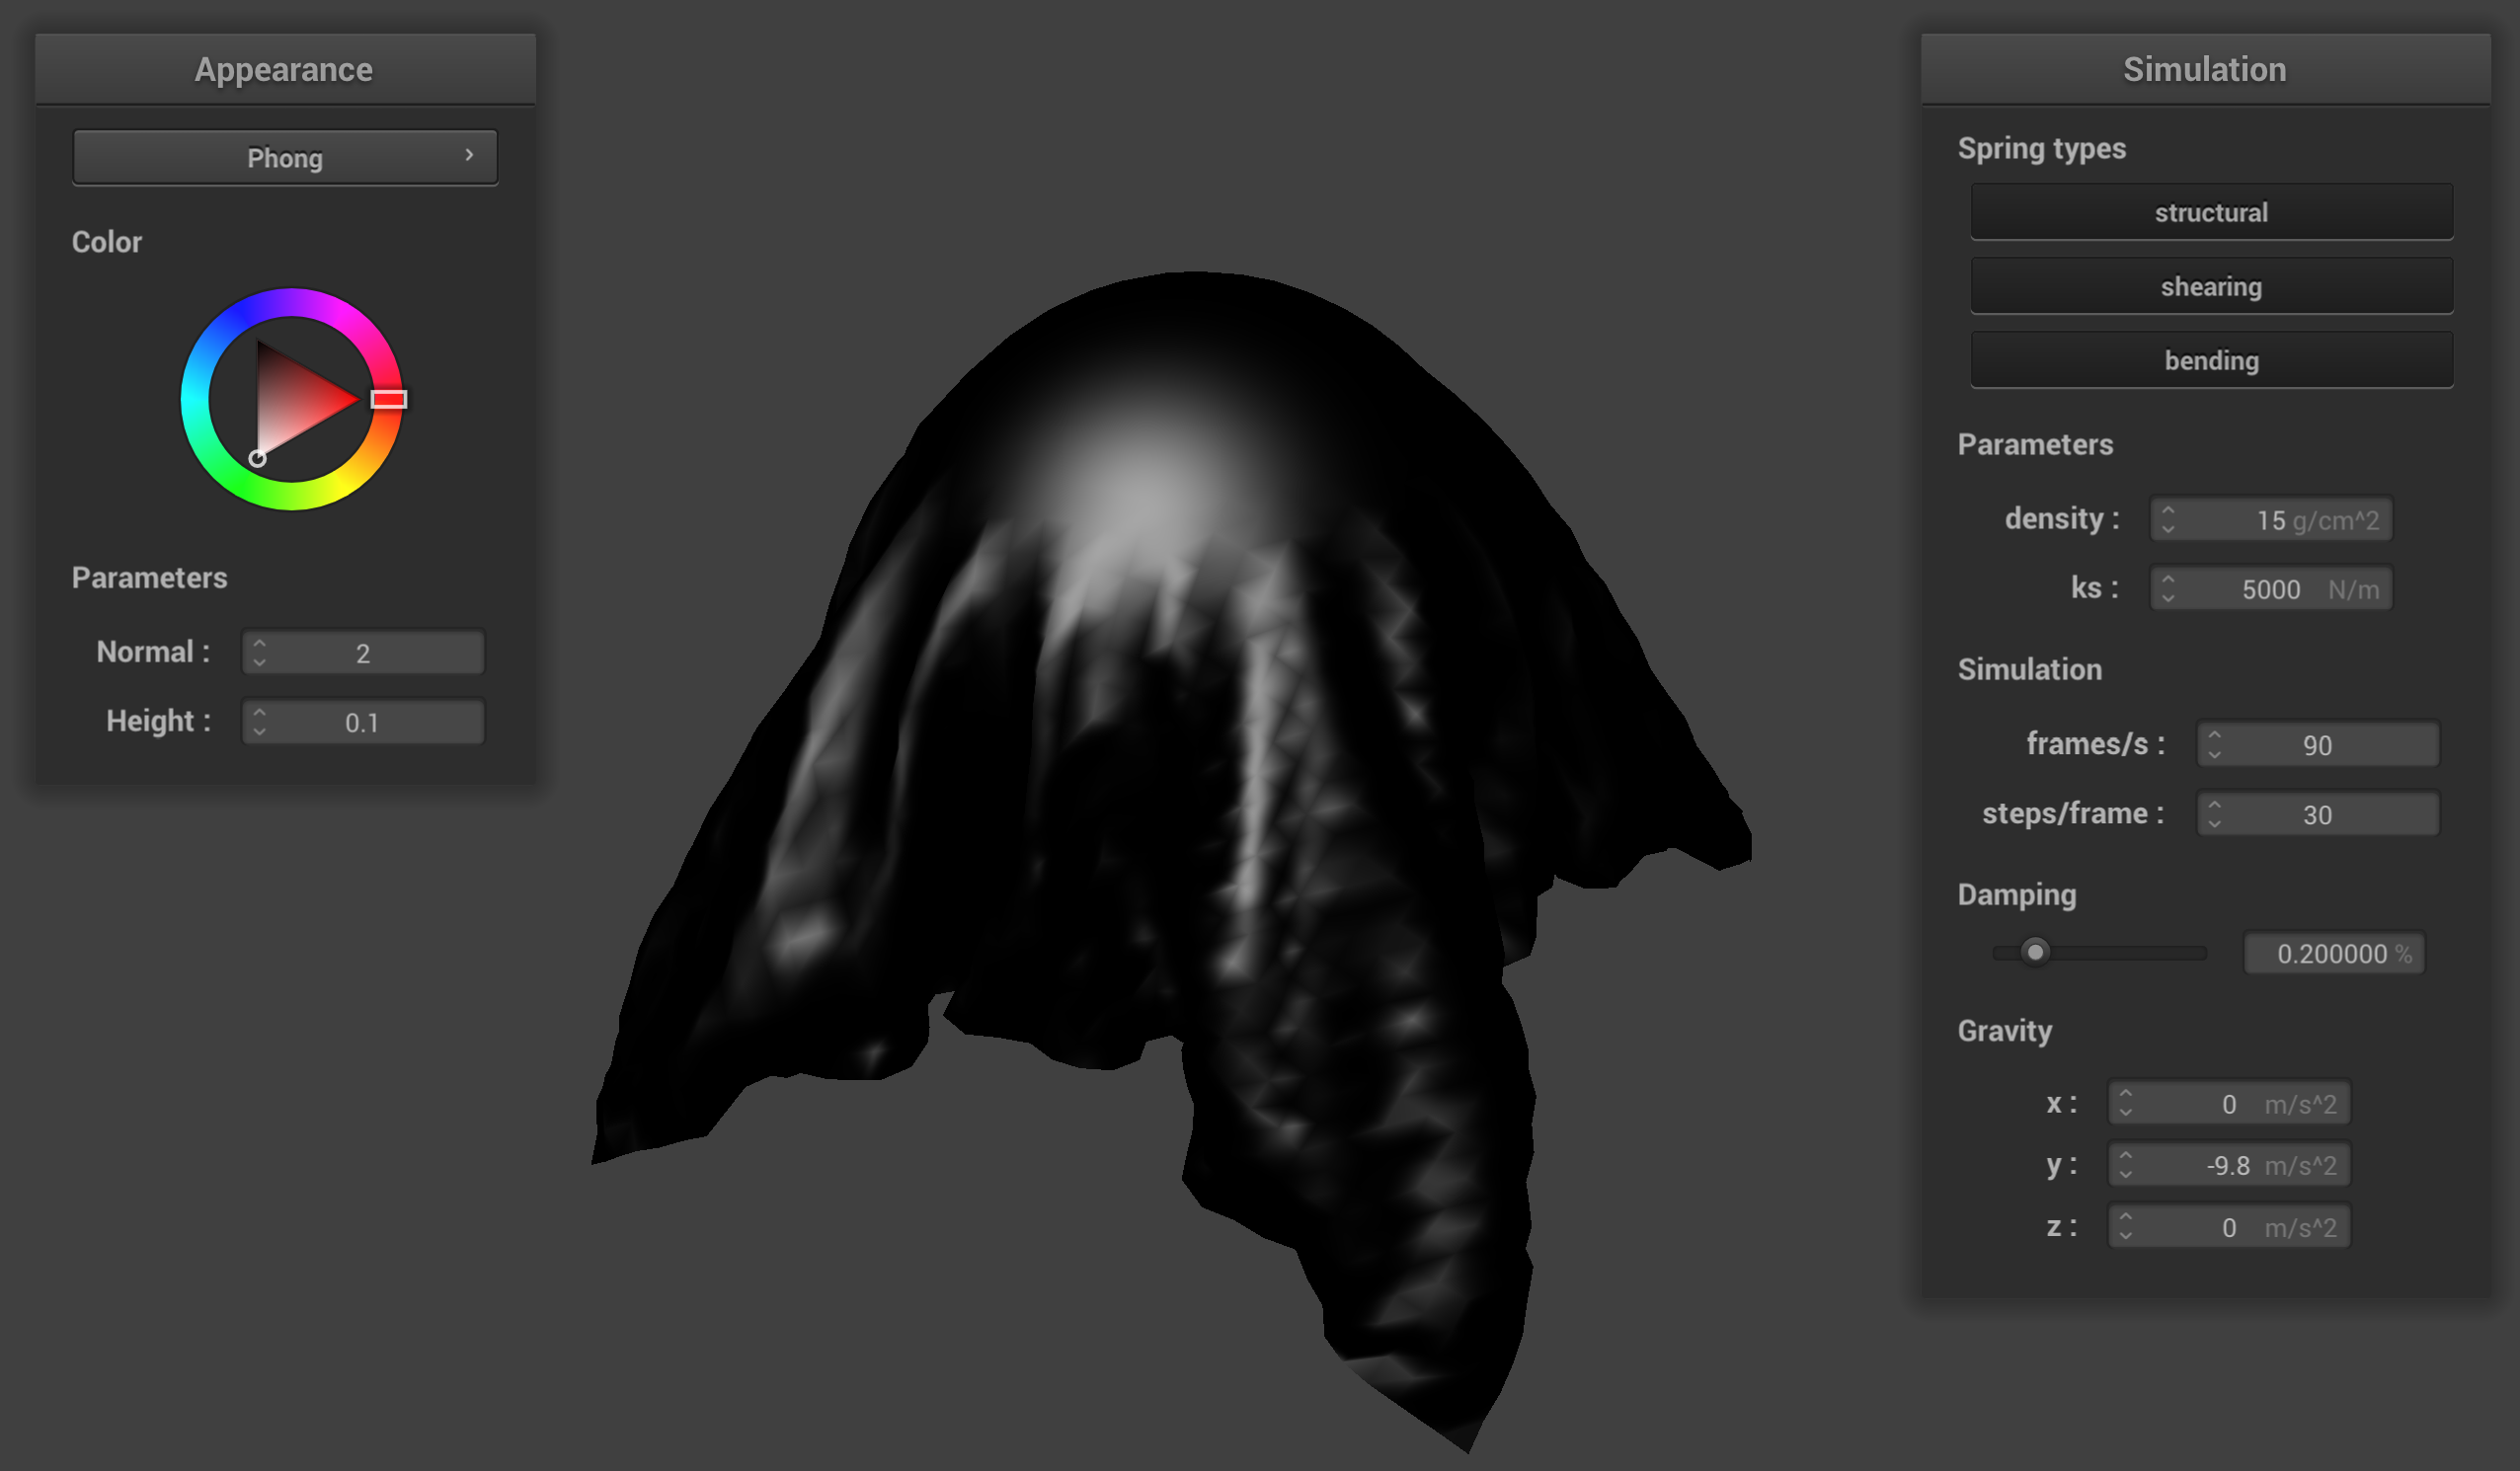 Appearance
Phong
Color
Parameters
Normal : 2
Height : 0.1
Simulation
Spring types
structural
shearing
bending
Parameters
density : 15 g/cm^2
ks : 5000 N/m
Simulation
frames/s : 90
steps/frame : 30
Damping
0.200000 %
Gravity
x : 0 m/s^2
y : -9.8 m/s^2
z : 0 m/s^2